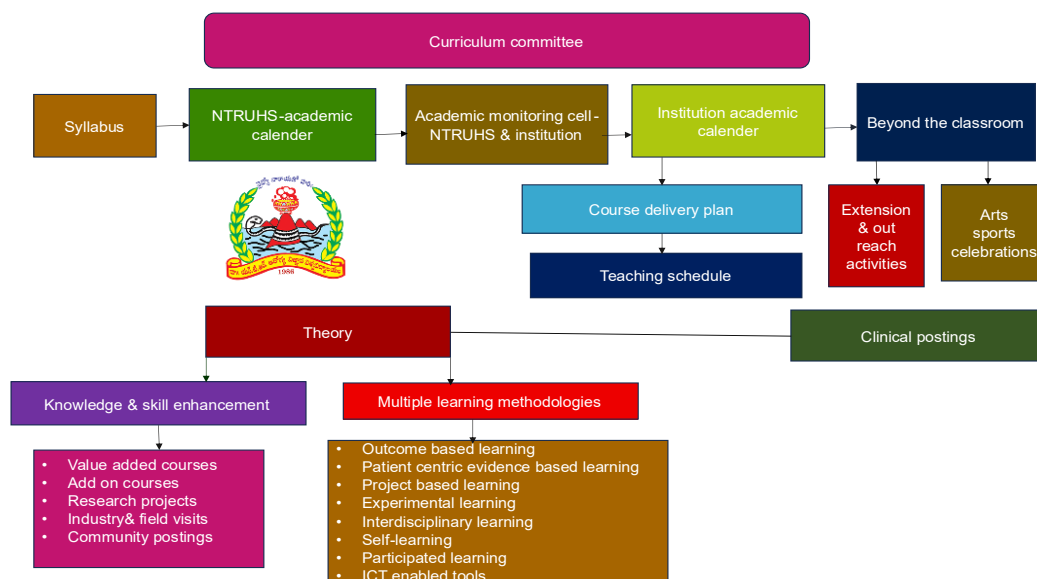 Curriculum committee
Syllabus
NTRUHS-academic
calender
Academic monitoring cell-
NTRUHS & institution
Institution academic
calender
Beyond the classroom
Course delivery plan
Teaching schedule
Extension
& out
reach
activities
Arts
sports
celebrations
1986
Theory
Clinical postings
Knowledge & skill enhancement
Multiple learning methodologies
• Value added courses
• Add on courses
• Research projects
• Industry& field visits
• Community postings
• Outcome based learning
• Patient centric evidence based learning
• Project based learning
• Experimental learning
• Interdisciplinary learning
• Self-learning
• Participated learning
• ICT enabled tools